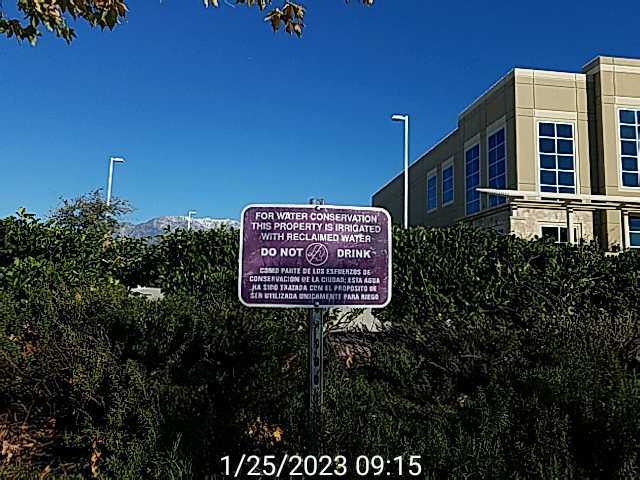 FOR WATER CONSERVATION
THIS PROPERTY IS IRRIGATED
WITH RECLAIMED WATER
DO NOT DRINK
COMO PARTE DE LOS ESFUERZOS DE
CONSERVACION DE LA CIUDAD; ESTA AGUA
HA SIDO TRATADA CON EL PROPOSITO DE
SER UTILIZADA UNICAMENTE PARA RIEGO
1/25/2023 09:15